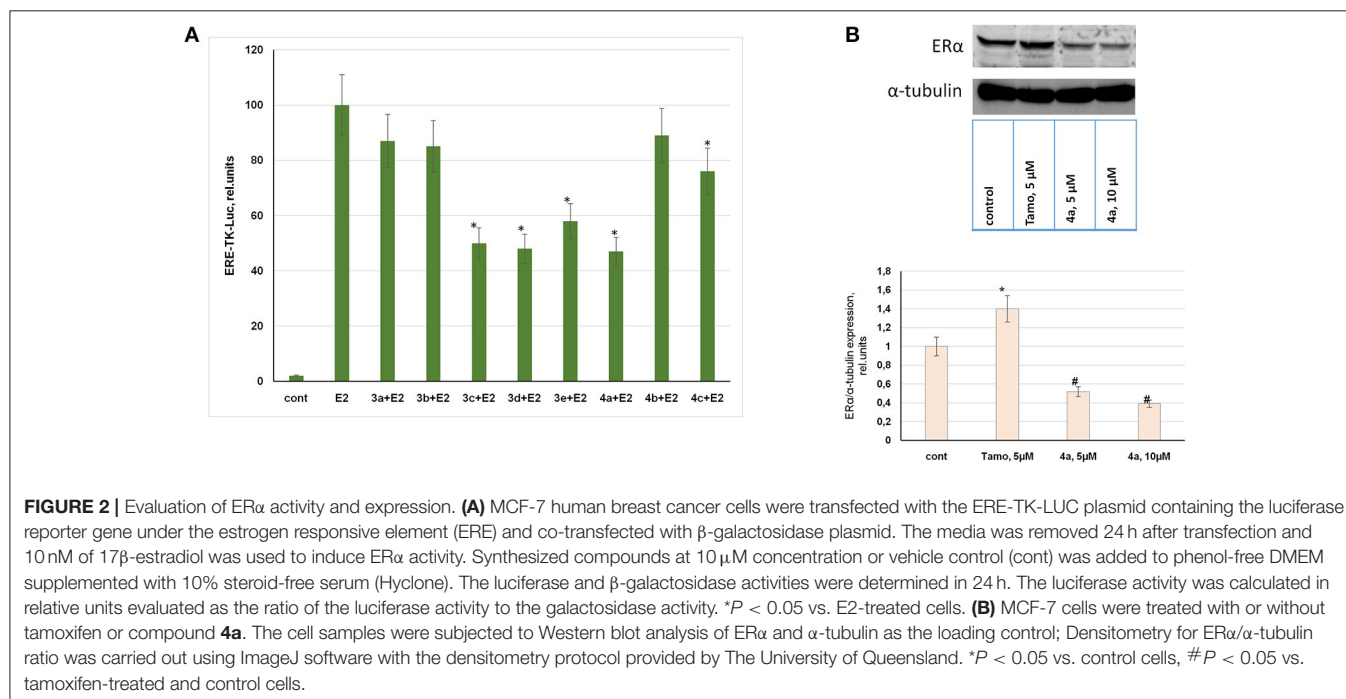 A
120
100
80
60
40
20
0
ERE-TK-Luc, rel.units
* * * * *
cont E2 3a+E2 3b+E2 3c+E2 3d+E2 3e+E2 4a+E2 4b+E2 4c+E2
B
ERα
α-tubulin
control
Tamo, 5 µM
4a, 5 µM
4a, 10 µM
1,8
1,6
1,4
1,2
1
0,8
0,6
0,4
0,2
0
ERα/α-tubulin expression,
rel.units
*
#
#
cont Tamo, 5µM 4a, 5µM 4a, 10µM
FIGURE 2 | Evaluation of ERα activity and expression. (A) MCF-7 human breast cancer cells were transfected with the ERE-TK-LUC plasmid containing the luciferase
reporter gene under the estrogen responsive element (ERE) and co-transfected with β-galactosidase plasmid. The media was removed 24 h after transfection and
10 nM of 17β-estradiol was used to induce ERα activity. Synthesized compounds at 10 µM concentration or vehicle control (cont) was added to phenol-free DMEM
supplemented with 10% steroid-free serum (Hyclone). The luciferase and β-galactosidase activities were determined in 24 h. The luciferase activity was calculated in
relative units evaluated as the ratio of the luciferase activity to the galactosidase activity. *P < 0.05 vs. E2-treated cells. (B) MCF-7 cells were treated with or without
tamoxifen or compound 4a. The cell samples were subjected to Western blot analysis of ERα and α-tubulin as the loading control; Densitometry for ERα/α-tubulin
ratio was carried out using ImageJ software with the densitometry protocol provided by The University of Queensland. *P < 0.05 vs. control cells, #P < 0.05 vs.
tamoxifen-treated and control cells.